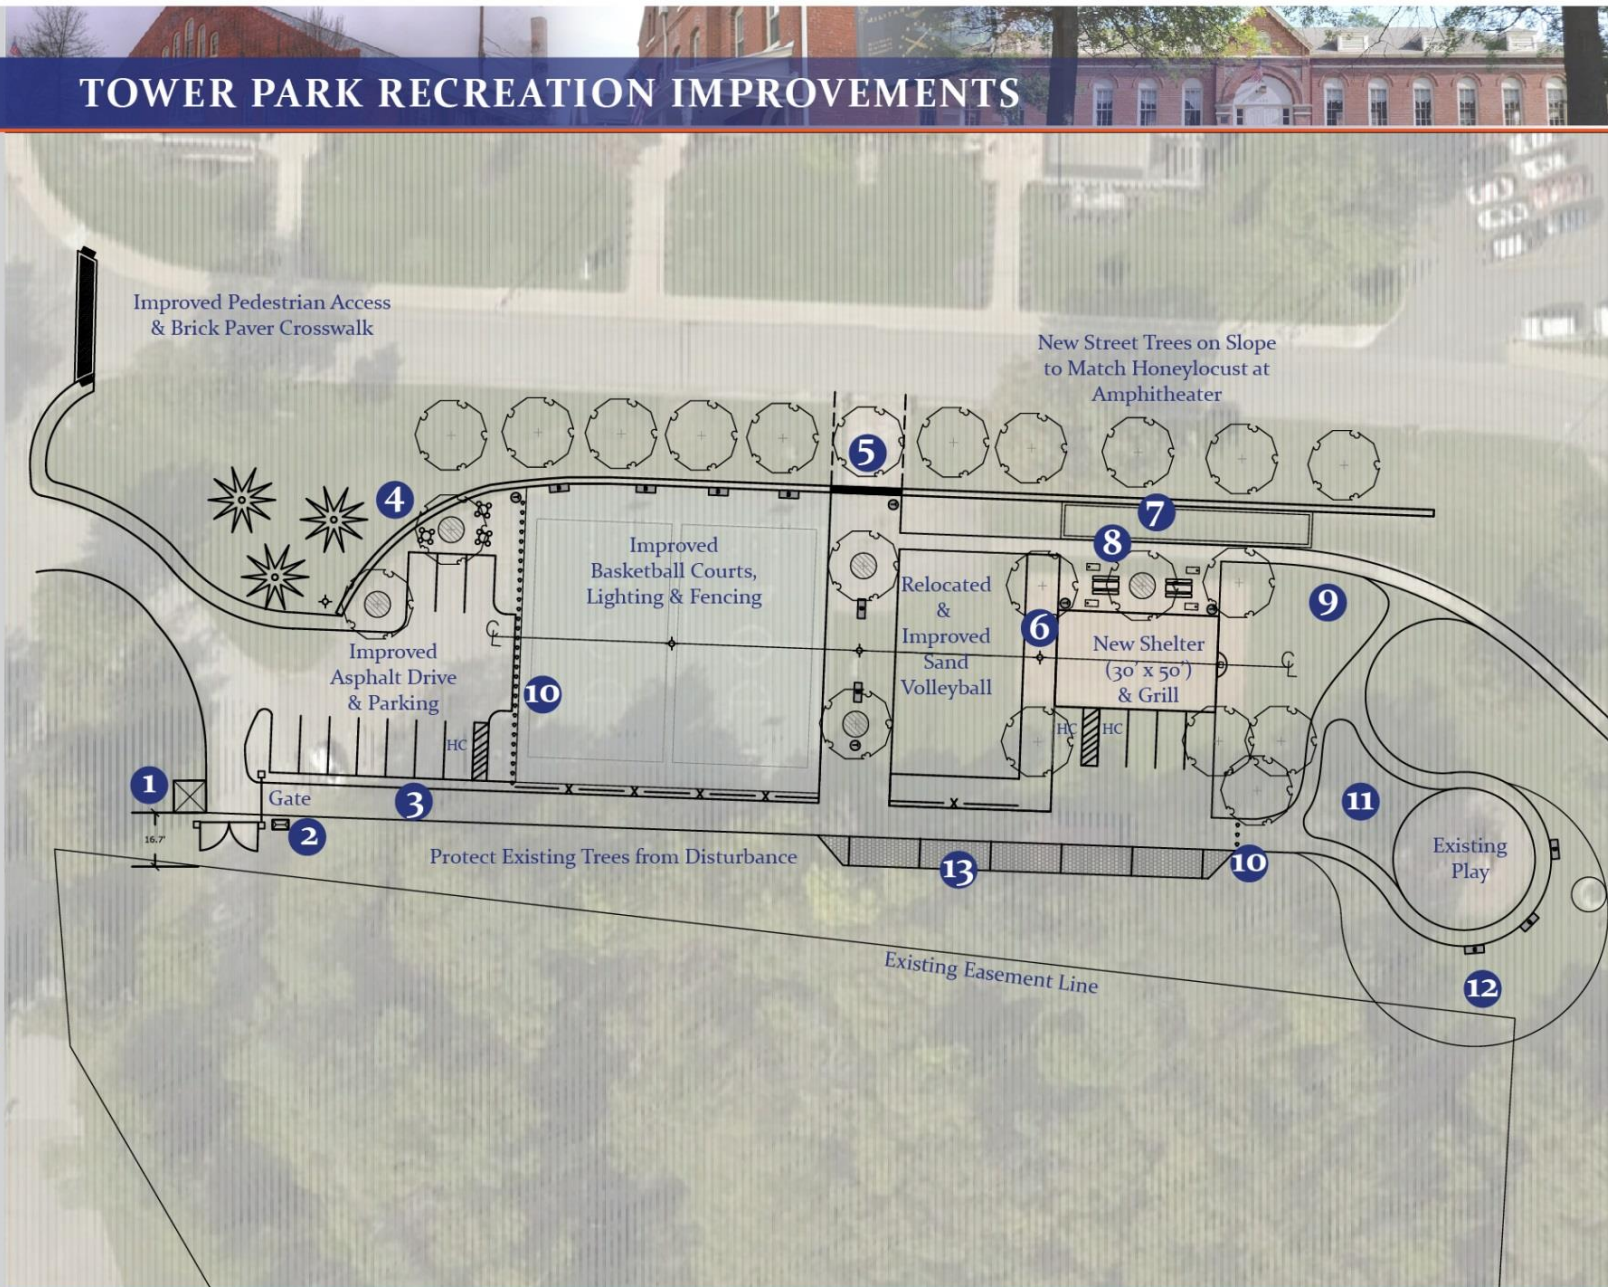 TOWER PARK RECREATION IMPROVEMENTS
Improved Pedestrian Access
& Brick Paver Crosswalk
New Street Trees on Slope
to Match Honeylocust at
Amphitheater
5
4
7
8
Improved
Basketball Courts,
Lighting & Fencing
Relocated
&
Improved
Sand
Volleyball
9
6
CL
Improved
Asphalt Drive
& Parking
New Shelter
(30' x 50')
& Grill
CL
10
HC
HC
HC
1
Gate
3
11
2
16.7'
Protect Existing Trees from Disturbance
13
10
Existing
Play
Existing Easement Line
12